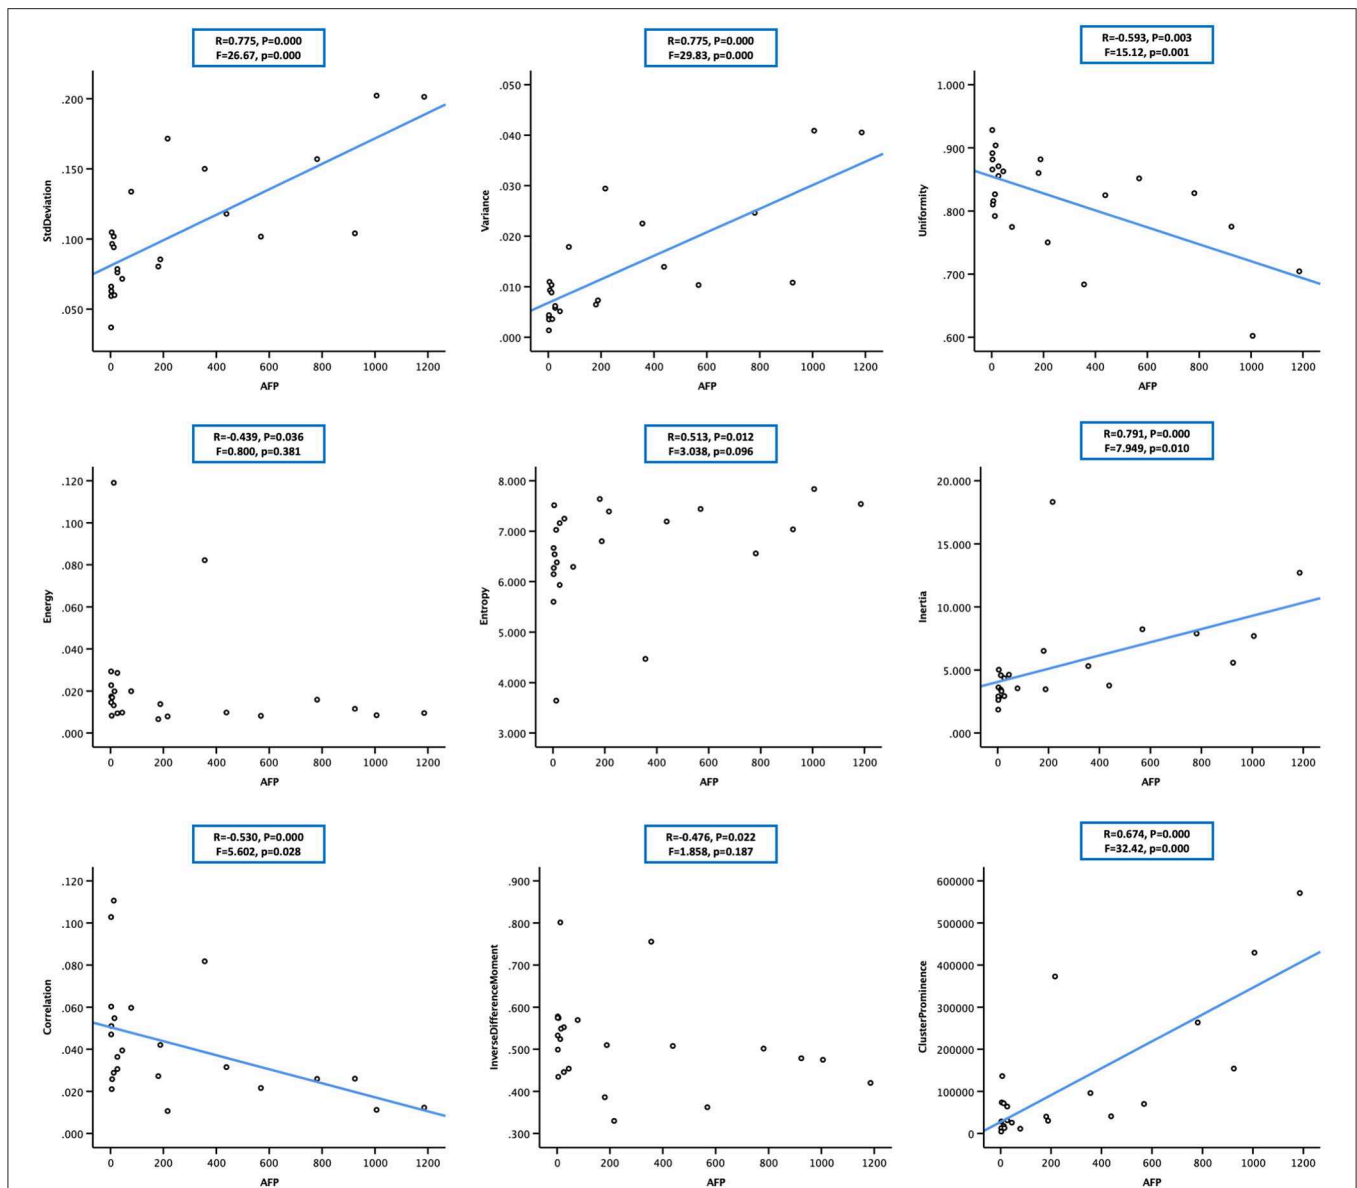 R=0.775, P=0.000
F=26.67, p=0.000
.200
.150
.100
.050
StdDeviation
0 200 400 600 800 1000 1200
AFP
R=0.775, P=0.000
F=29.83, p=0.000
.050
.040
.030
.020
.010
.000
Variance
0 200 400 600 800 1000 1200
AFP
R=-0.593, P=0.003
F=15.12, p=0.001
1.000
.900
.800
.700
.600
Uniformity
0 200 400 600 800 1000 1200
AFP
R=-0.439, P=0.036
F=0.800, p=0.381
.120
.100
.080
.060
.040
.020
.000
Energy
0 200 400 600 800 1000 1200
AFP
R=0.513, P=0.012
F=3.038, p=0.096
8.000
7.000
6.000
5.000
4.000
3.000
Entropy
0 200 400 600 800 1000 1200
AFP
R=0.791, P=0.000
F=7.949, p=0.010
20.000
15.000
10.000
5.000
.000
Inertia
0 200 400 600 800 1000 1200
AFP
R=-0.530, P=0.000
F=5.602, p=0.028
.120
.100
.080
.060
.040
.020
.000
Correlation
0 200 400 600 800 1000 1200
AFP
R=-0.476, P=0.022
F=1.858, p=0.187
.900
.800
.700
.600
.500
.400
.300
InverseDifferenceMoment
0 200 400 600 800 1000 1200
AFP
R=0.674, P=0.000
F=32.42, p=0.000
600000
500000
400000
300000
200000
100000
0
ClusterProminence
0 200 400 600 800 1000 1200
AFP